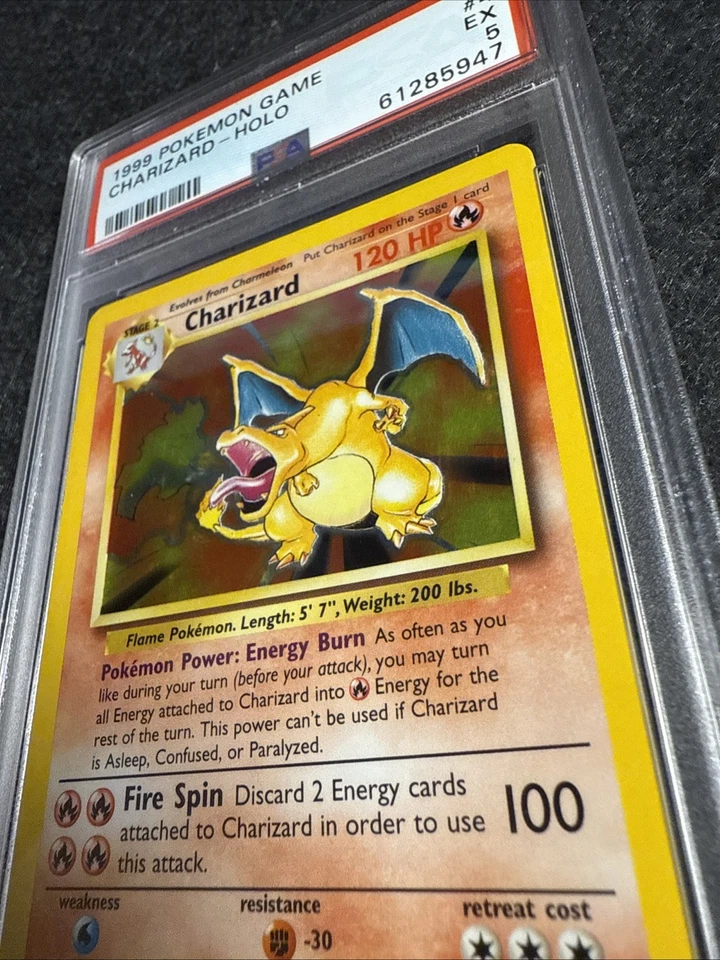 1999 POKEMON GAME
CHARIZARD-HOLO
EX
5
61285947
PSA
Evolves from Charmeleon Put Charizard on the Stage 1 card
STAGE 2
Charizard
120 HP
Flame Pokémon. Length: 5' 7", Weight: 200 lbs.
Pokémon Power: Energy Burn As often as you
like during your turn (before your attack), you may turn
all Energy attached to Charizard into Energy for the
rest of the turn. This power can't be used if Charizard
is Asleep, Confused, or Paralyzed.
Fire Spin Discard 2 Energy cards
attached to Charizard in order to use
this attack.
100
weakness
resistance
retreat cost
-30